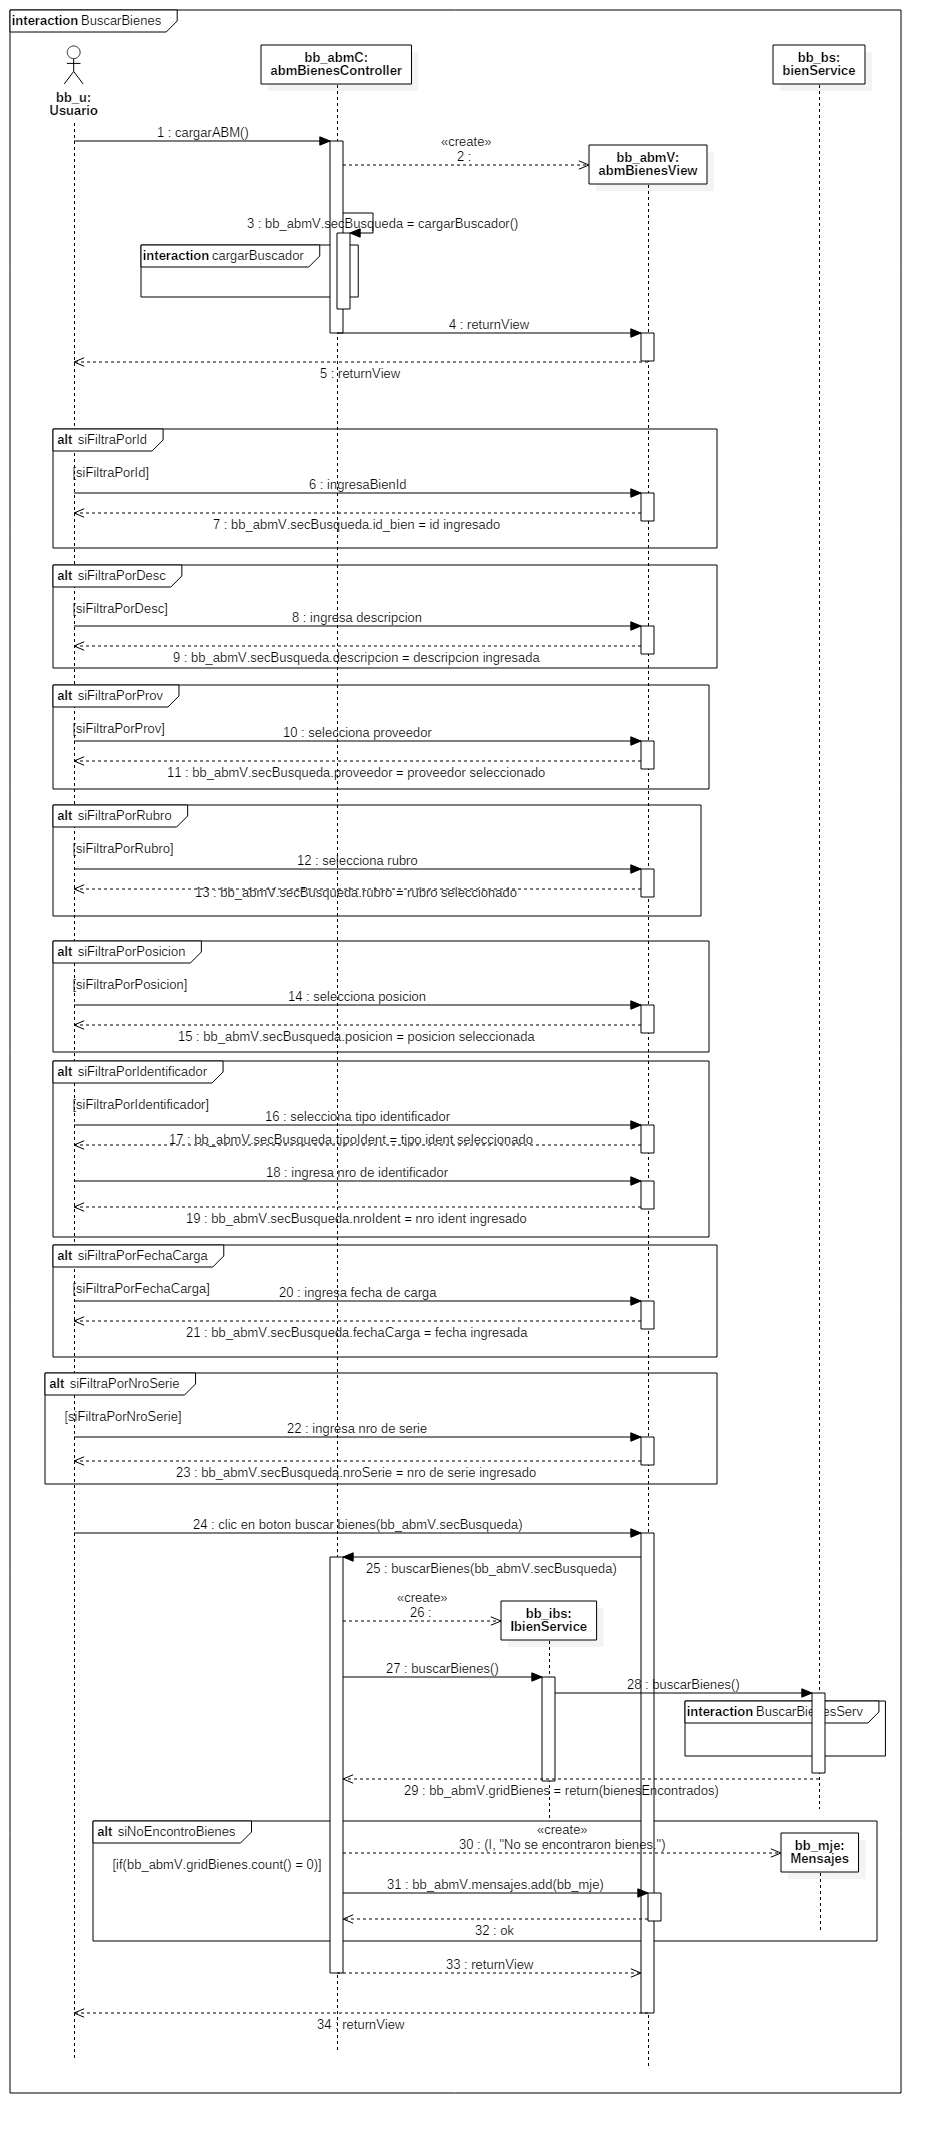 interaction BuscarBienes
bb_abmC:
abmBienesController
bb_bs:
bienService
bb_u:
Usuario
1 : cargarABM()
«create»
2 :
bb_abmV:
abmBienesView
3 : bb_abmV.secBusqueda = cargarBuscador()
interaction cargarBuscador
4 : returnView
5 : returnView
alt siFiltraPorId
[siFiltraPorId]
6 : ingresaBienId
7 : bb_abmV.secBusqueda.id_bien = id ingresado
alt siFiltraPorDesc
[siFiltraPorDesc]
8 : ingresa descripcion
9 : bb_abmV.secBusqueda.descripcion = descripcion ingresada
alt siFiltraPorProv
[siFiltraPorProv]
10 : selecciona proveedor
11 : bb_abmV.secBusqueda.proveedor = proveedor seleccionado
alt siFiltraPorRubro
[siFiltraPorRubro]
12 : selecciona rubro
13 : bb_abmV.secBusqueda.rubro = rubro seleccionado
alt siFiltraPorPosicion
[siFiltraPorPosicion]
14 : selecciona posicion
15 : bb_abmV.secBusqueda.posicion = posicion seleccionada
alt siFiltraPorIdentificador
[siFiltraPorIdentificador]
16 : selecciona tipo identificador
17 : bb_abmV.secBusqueda.tipoIdent = tipo ident seleccionado
18 : ingresa nro de identificador
19 : bb_abmV.secBusqueda.nroIdent = nro ident ingresado
alt siFiltraPorFechaCarga
[siFiltraPorFechaCarga]
20 : ingresa fecha de carga
21 : bb_abmV.secBusqueda.fechaCarga = fecha ingresada
alt siFiltraPorNroSerie
[siFiltraPorNroSerie]
22 : ingresa nro de serie
23 : bb_abmV.secBusqueda.nroSerie = nro de serie ingresado
24 : clic en boton buscar bienes(bb_abmV.secBusqueda)
25 : buscarBienes(bb_abmV.secBusqueda)
«create»
26 :
bb_ibs:
IbienService
27 : buscarBienes()
28 : buscarBienes()
interaction BuscarBienesServ
29 : bb_abmV.gridBienes = return(bienesEncontrados)
alt siNoEncontroBienes
«create»
30 : (I, "No se encontraron bienes.")
bb_mje:
Mensajes
[if(bb_abmV.gridBienes.count() = 0)]
31 : bb_abmV.mensajes.add(bb_mje)
32 : ok
33 : returnView
34 : returnView